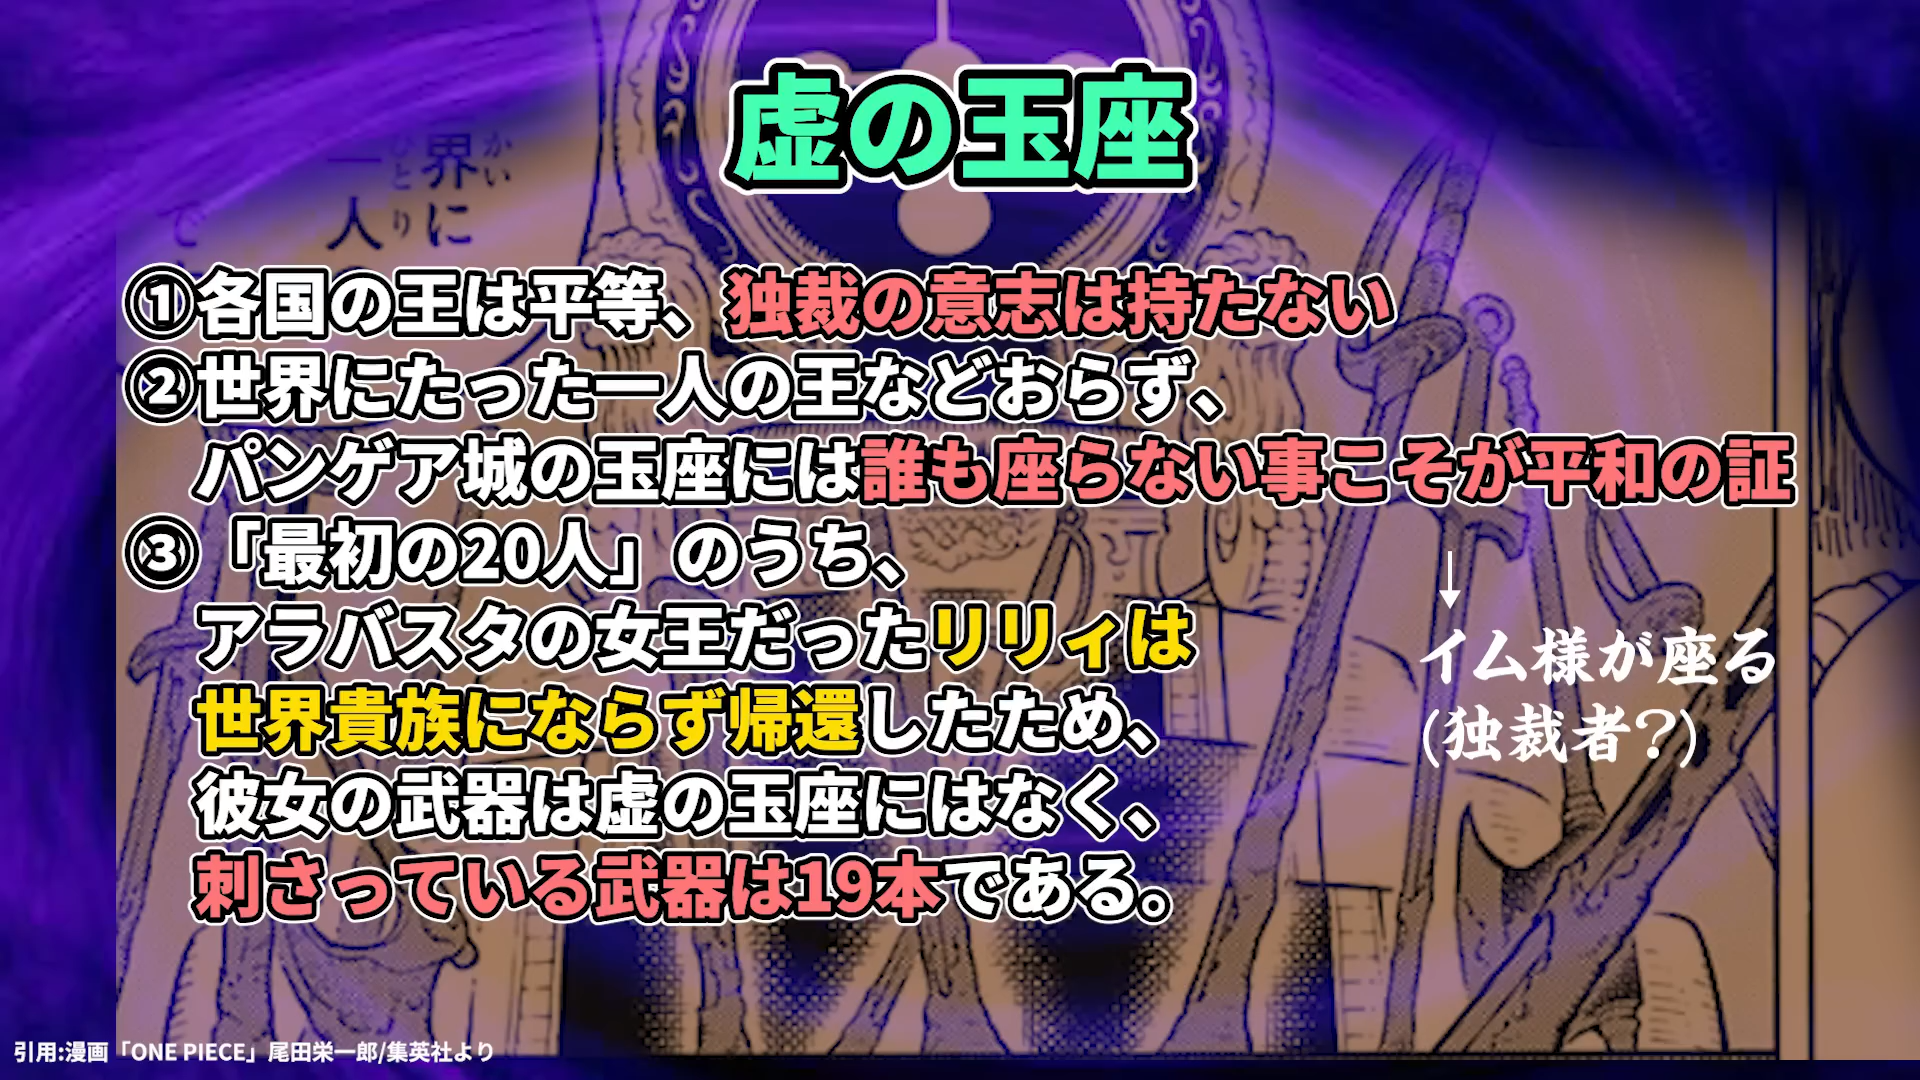 虚の玉座
世界に
一人
で
①各国の王は平等、独裁の意志は持たない
②世界にたった一人の王などおらず、
パンゲア城の玉座には誰も座らない事こそが平和の証
③「最初の20人」のうち、
アラバスタの女王だったリリィは
世界貴族にならず帰還したため、
彼女の武器は虚の玉座にはなく、
刺さっている武器は19本である。
↓
イム様が座る
(独裁者?)
引用:漫画「ONE PIECE」尾田栄一郎/集英社より